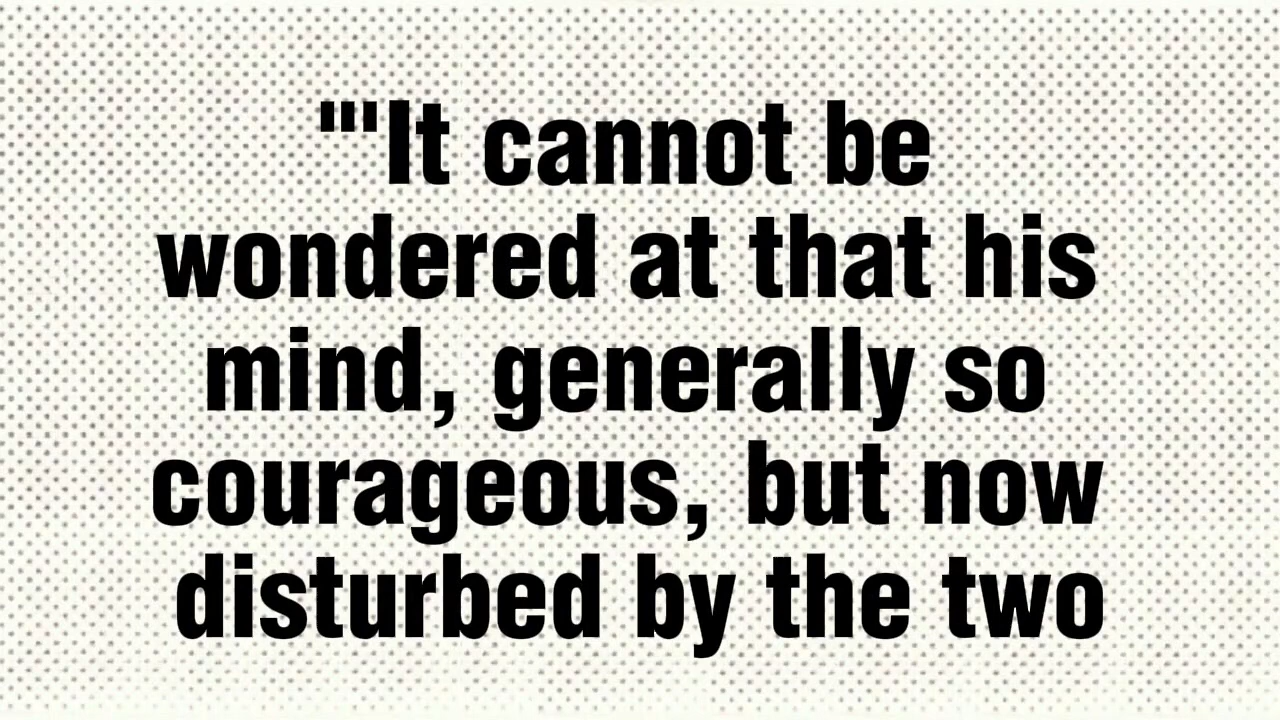 "'It cannot be
wondered at that his
mind, generally so
courageous, but now
disturbed by the two